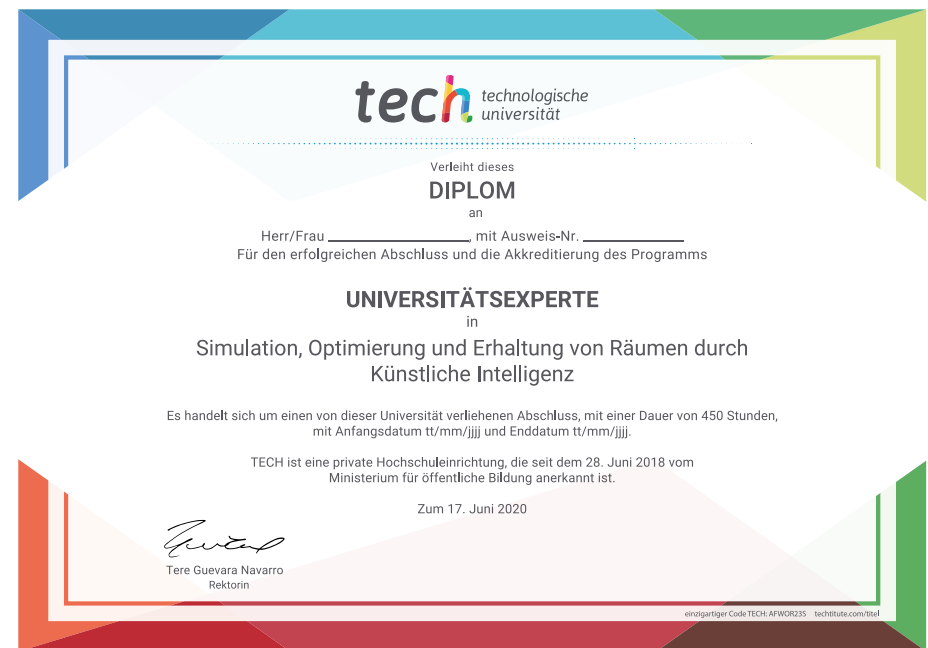 tech technologische
universität
Verleiht dieses
DIPLOM
an
Herr/Frau ____________________, mit Ausweis-Nr. ______________
Für den erfolgreichen Abschluss und die Akkreditierung des Programms
UNIVERSITÄTSEXPERTE
in
Simulation, Optimierung und Erhaltung von Räumen durch
Künstliche Intelligenz
Es handelt sich um einen von dieser Universität verliehenen Abschluss, mit einer Dauer von 450 Stunden,
mit Anfangsdatum tt/mm/jjjj und Enddatum tt/mm/jjjj.
TECH ist eine private Hochschuleinrichtung, die seit dem 28. Juni 2018 vom
Ministerium für öffentliche Bildung anerkannt ist.
Zum 17. Juni 2020
Tere Guevara Navarro
Rektorin
einzigartiger Code TECH: AFWOR23S techtitute.com/titel